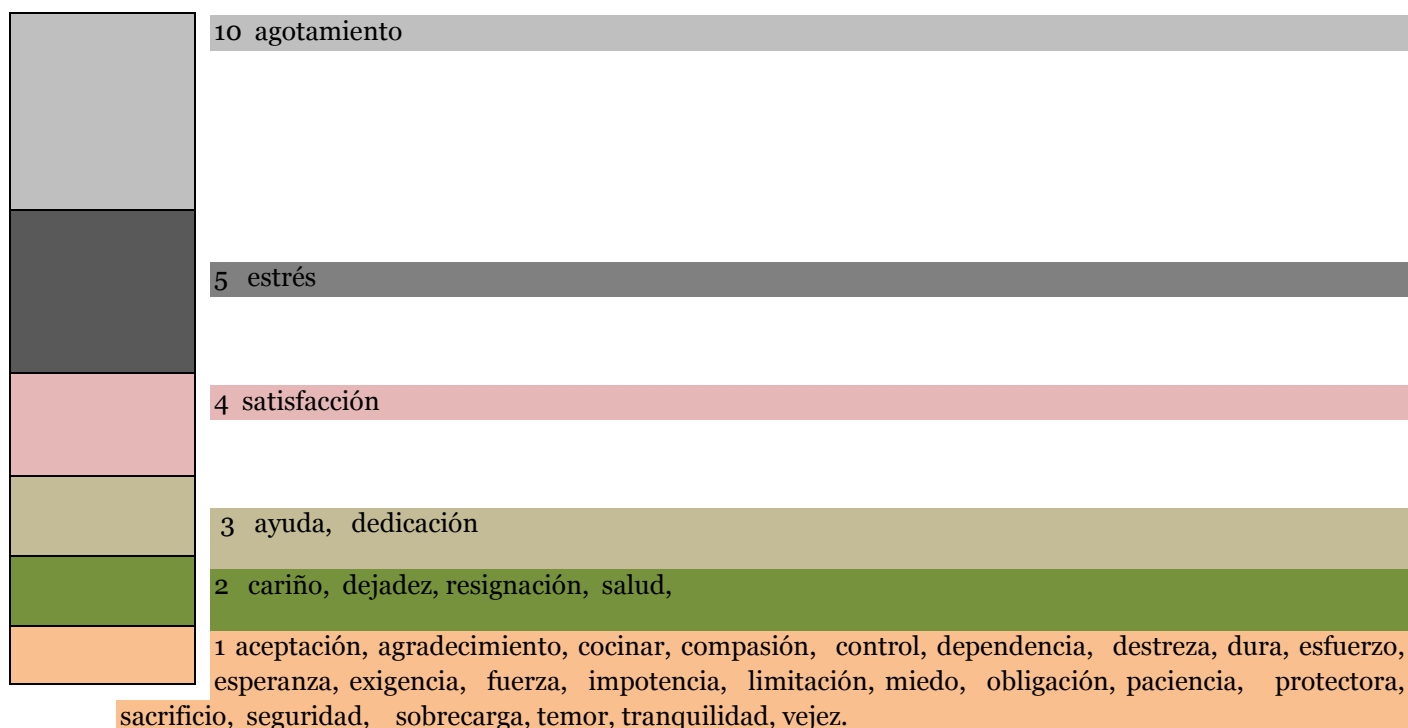 10 agotamiento
5 estrés
4 satisfacción
3 ayuda, dedicación
2 cariño, dejadez, resignación, salud,
1 aceptación, agradecimiento, cocinar, compasión, control, dependencia, destreza, dura, esfuerzo,
esperanza, exigencia, fuerza, impotencia, limitación, miedo, obligación, paciencia, protectora,
sacrificio, seguridad, sobrecarga, temor, tranquilidad, vejez.